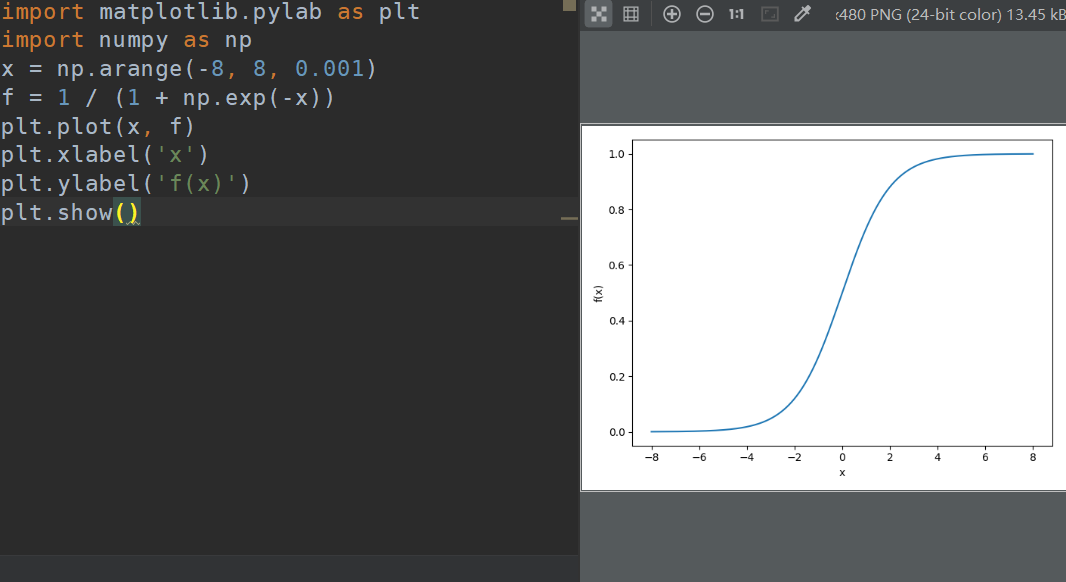 import matplotlib.pylab as plt
import numpy as np
x = np.arange(-8, 8, 0.001)
f = 1 / (1 + np.exp(-x))
plt.plot(x, f)
plt.xlabel('x')
plt.ylabel('f(x)')
plt.show()
1:1
x480 PNG (24-bit color) 13.45 kB
1.0
0.8
0.6
0.4
0.2
0.0
f(x)
−8 −6 −4 −2 0 2 4 6 8
x